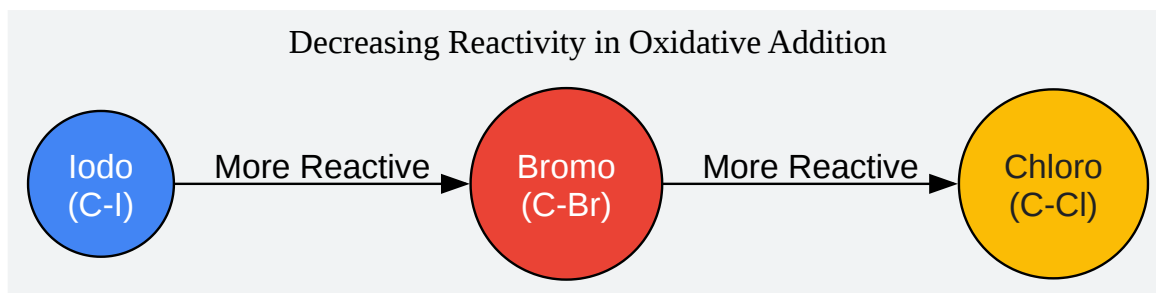 Decreasing Reactivity in Oxidative Addition
Iodo
(C-I)
More Reactive
Bromo
(C-Br)
More Reactive
Chloro
(C-Cl)